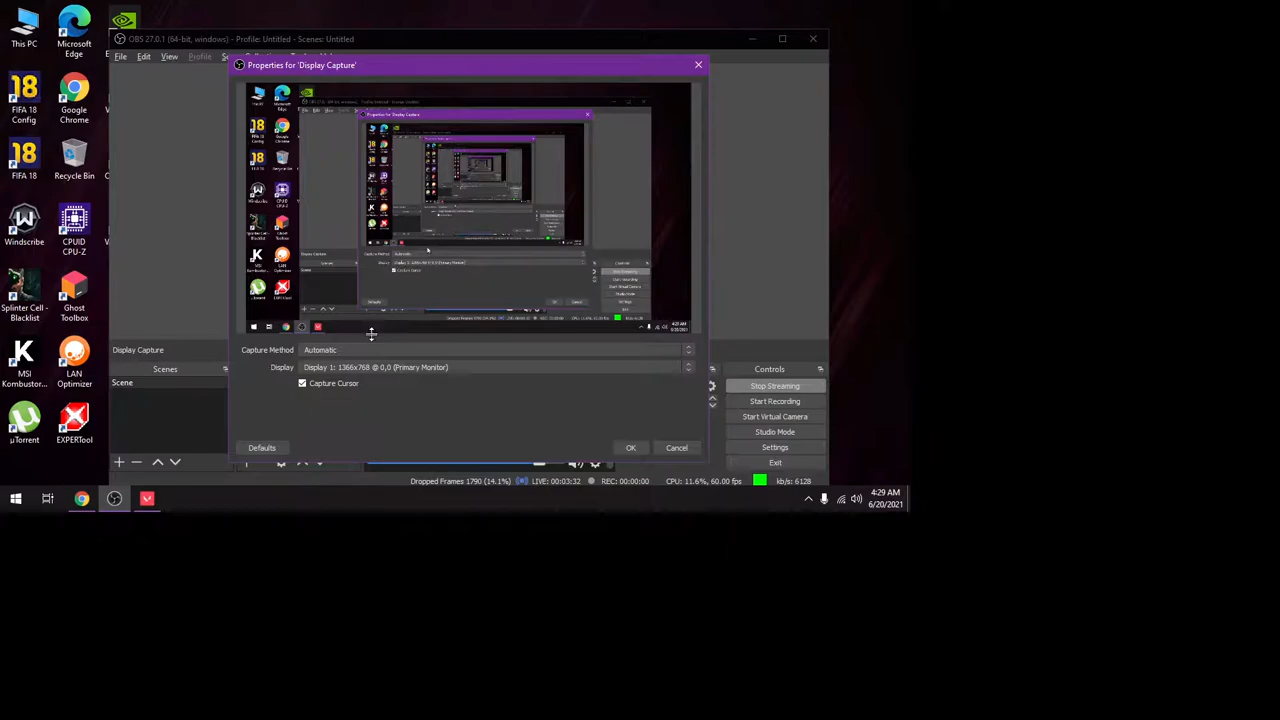 This PC
Microsoft Edge
FIFA 18 Config
Google Chrome
FIFA 18
Recycle Bin
Windscribe
CPUID CPU-Z
Splinter Cell - Blacklist
Ghost Toolbox
MSI Kombustor...
LAN Optimizer
µTorrent
EXPERTool
OBS 27.0.1 (64-bit, windows) - Profile: Untitled - Scenes: Untitled
File Edit View Profile
Properties for 'Display Capture'
Capture Method Automatic
Display Display 1: 1366x768 @ 0,0 (Primary Monitor)
Capture Cursor
Defaults OK Cancel
Display Capture
Scenes
Scene
Controls
Stop Streaming
Start Recording
Start Virtual Camera
Studio Mode
Settings
Exit
Dropped Frames 1790 (14.1%) LIVE: 00:03:32 REC: 00:00:00 CPU: 11.6%, 60.00 fps kb/s: 6128
4:29 AM
6/20/2021